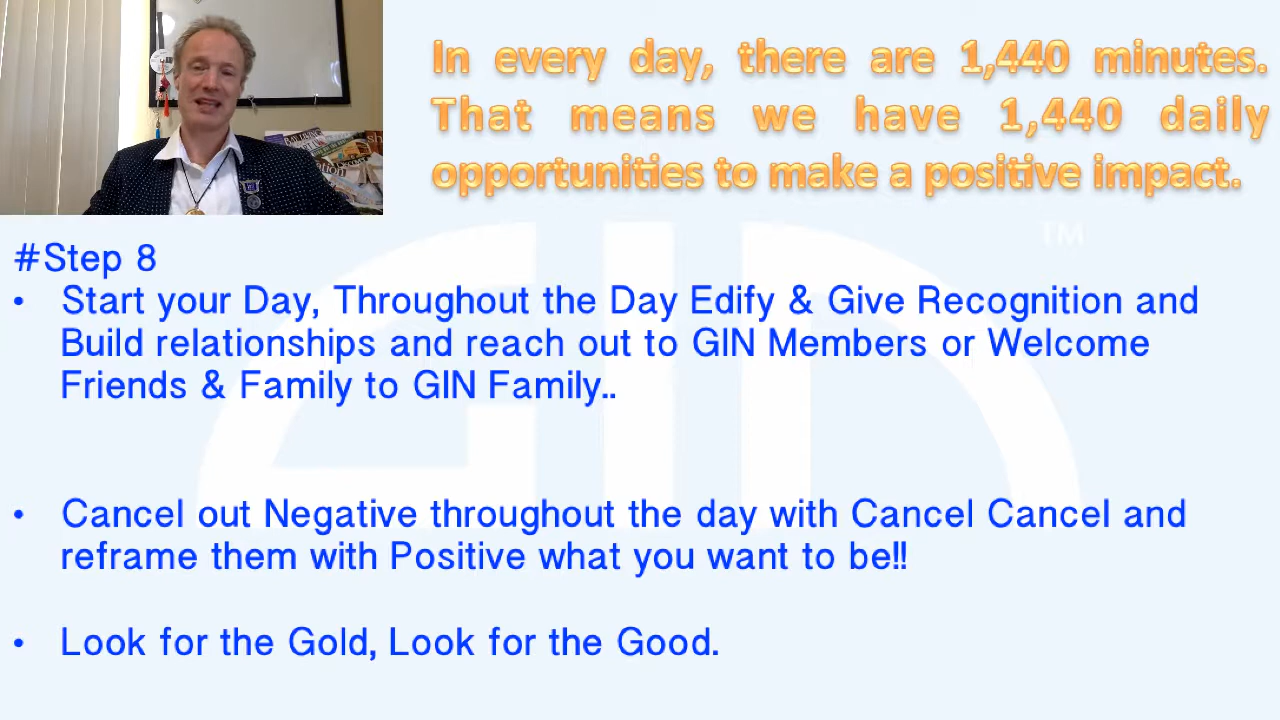 In every day, there are 1,440 minutes.
That means we have 1,440 daily
opportunities to make a positive impact.
TM
#Step 8
• Start your Day, Throughout the Day Edify & Give Recognition and
Build relationships and reach out to GIN Members or Welcome
Friends & Family to GIN Family..
GIN
• Cancel out Negative throughout the day with Cancel Cancel and
reframe them with Positive what you want to be!!
• Look for the Gold, Look for the Good.